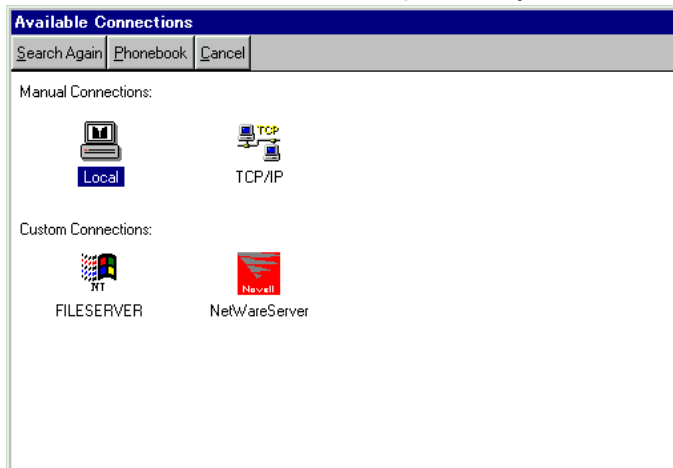 Available Connections
Search Again Phonebook Cancel
Manual Connections:
TCP
Local TCP/IP
Custom Connections:
NT Novell
FILESERVER NetWareServer